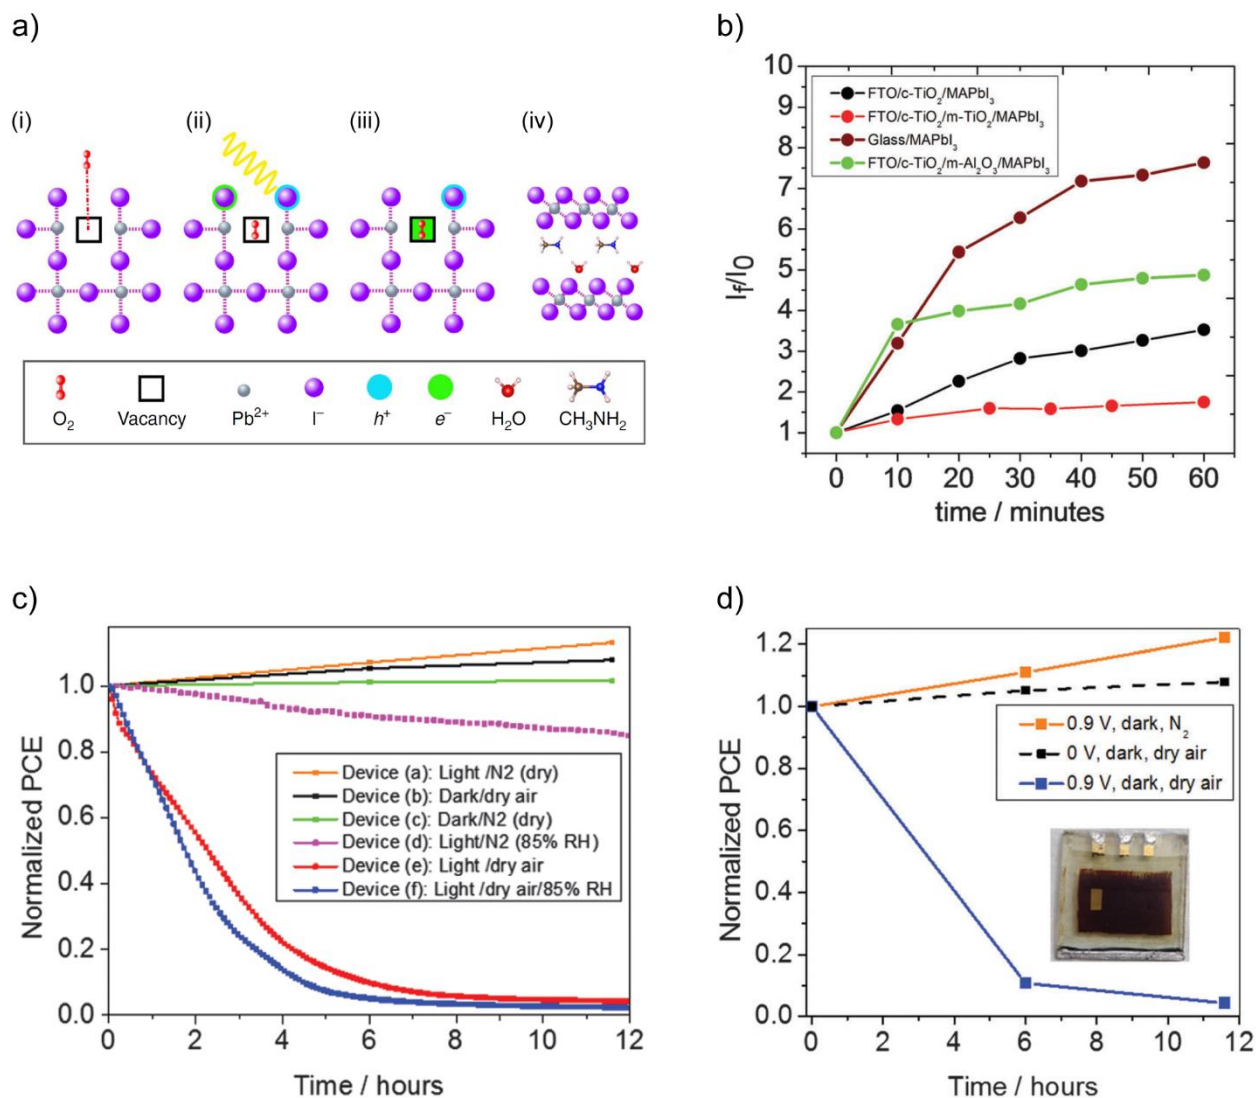 a)
(i)
(ii)
(iii)
(iv)
O₂
Vacancy
Pb²⁺
I⁻
h⁺
e⁻
H₂O
CH₃NH₂
b)
FTO/c-TiO₂/MAPbI₃
FTO/c-TiO₂/m-TiO₂/MAPbI₃
Glass/MAPbI₃
FTO/c-TiO₂/m-Al₂O₃/MAPbI₃
10
9
8
7
6
5
4
3
2
1
I_f/I_0
0 10 20 30 40 50 60
time / minutes
c)
1.0
0.8
0.6
0.4
0.2
0.0
Normalized PCE
Device (a): Light /N2 (dry)
Device (b): Dark/dry air
Device (c): Dark/N2 (dry)
Device (d): Light/N2 (85% RH)
Device (e): Light /dry air
Device (f): Light /dry air/85% RH
0 2 4 6 8 10 12
Time / hours
d)
1.2
1.0
0.8
0.6
0.4
0.2
0.0
Normalized PCE
0.9 V, dark, N₂
0 V, dark, dry air
0.9 V, dark, dry air
0 2 4 6 8 10 12
Time / hours